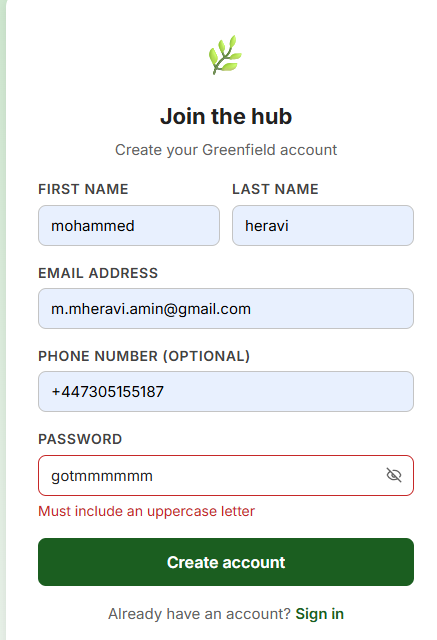 Join the hub
Create your Greenfield account
FIRST NAME LAST NAME
mohammed heravi
EMAIL ADDRESS
m.mheravi.amin@gmail.com
PHONE NUMBER (OPTIONAL)
+447305155187
PASSWORD
gotmmmmmm
Must include an uppercase letter
Create account
Already have an account? Sign in